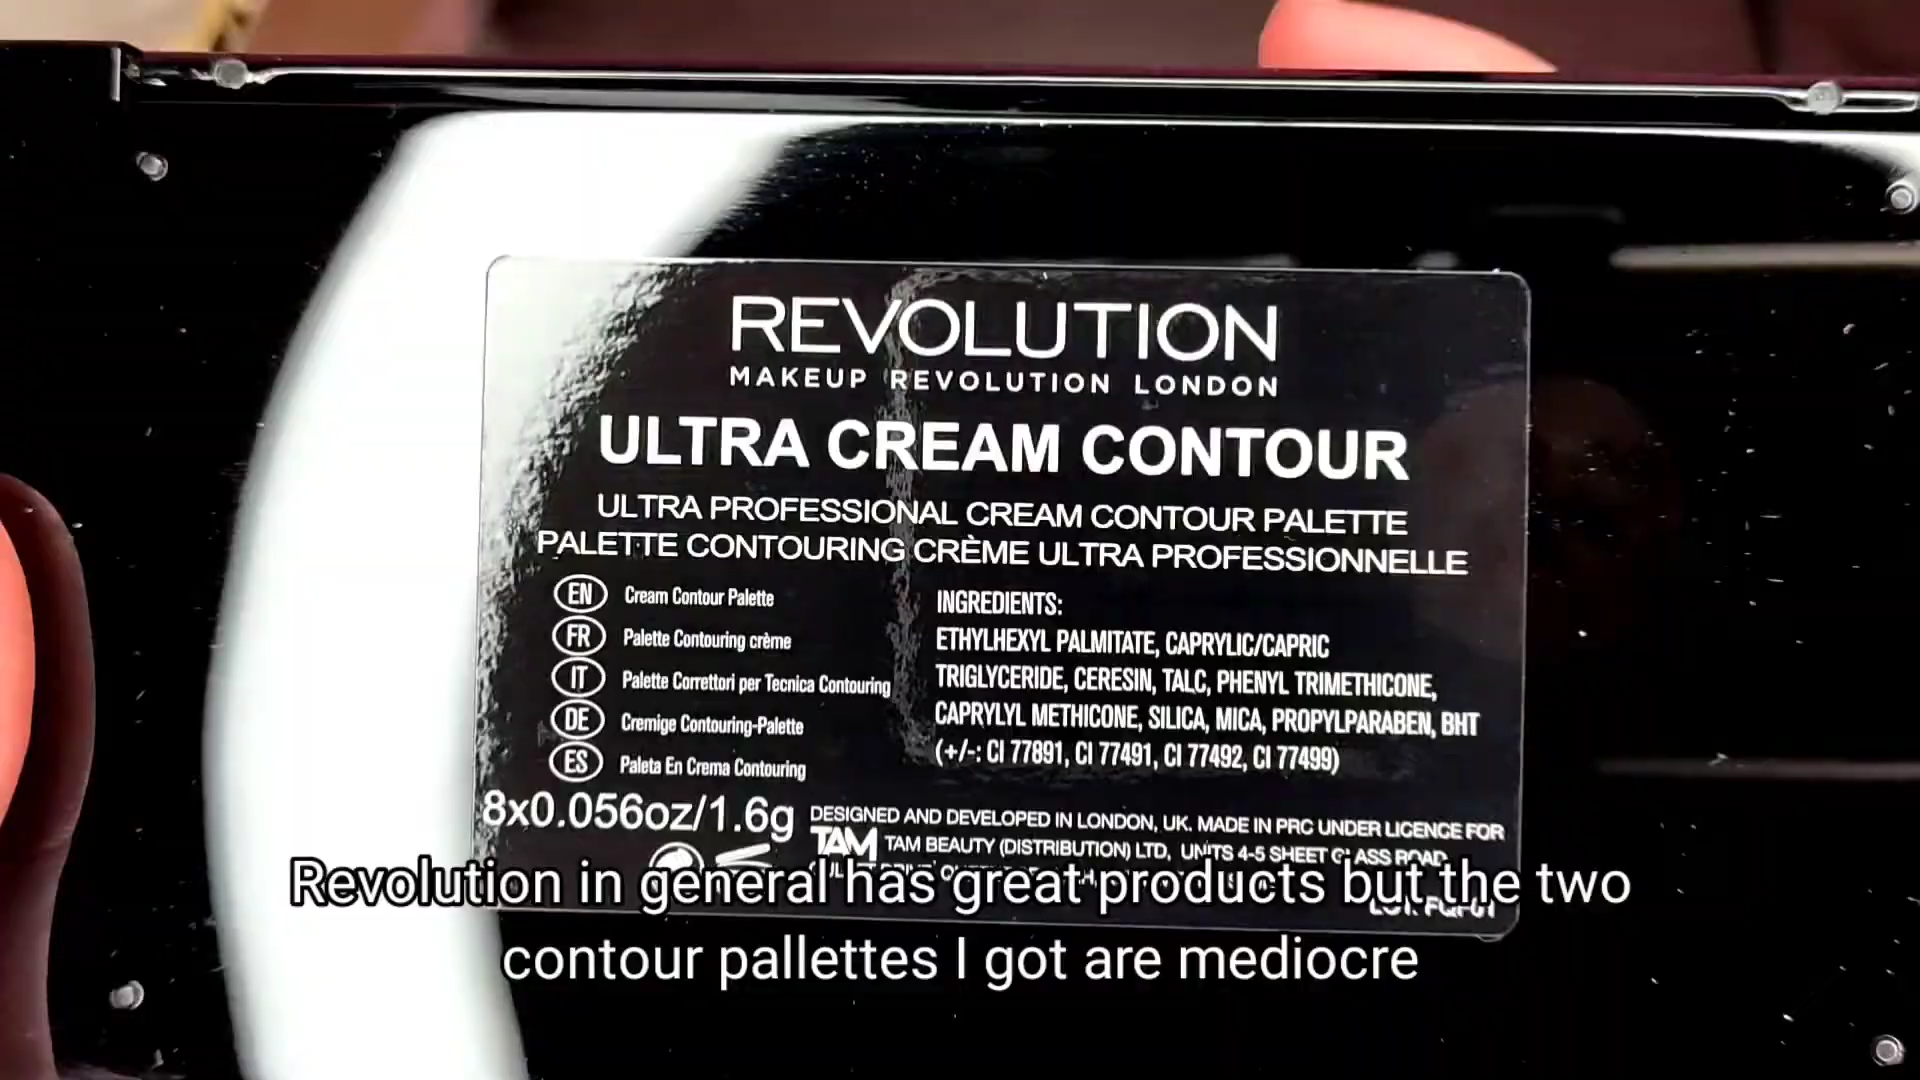 REVOLUTION
MAKEUP REVOLUTION LONDON
ULTRA CREAM CONTOUR
ULTRA PROFESSIONAL CREAM CONTOUR PALETTE
PALETTE CONTOURING CRÈME ULTRA PROFESSIONNELLE
EN Cream Contour Palette
FR Palette Contouring crème
IT Palette Correttori per Tecnica Contouring
DE Cremige Contouring-Palette
ES Paleta En Crema Contouring
INGREDIENTS:
ETHYLHEXYL PALMITATE, CAPRYLIC/CAPRIC
TRIGLYCERIDE, CERESIN, TALC, PHENYL TRIMETHICONE,
CAPRYLYL METHICONE, SILICA, MICA, PROPYLPARABEN, BHT
(+/-: CI 77891, CI 77491, CI 77492, CI 77499)
8x0.056oz/1.6g
DESIGNED AND DEVELOPED IN LONDON, UK. MADE IN PRC UNDER LICENCE FOR
TAM TAM BEAUTY (DISTRIBUTION) LTD, UNITS 4-5 SHEET GLASS ROAD
Revolution in general has great products but the two
contour pallettes I got are mediocre